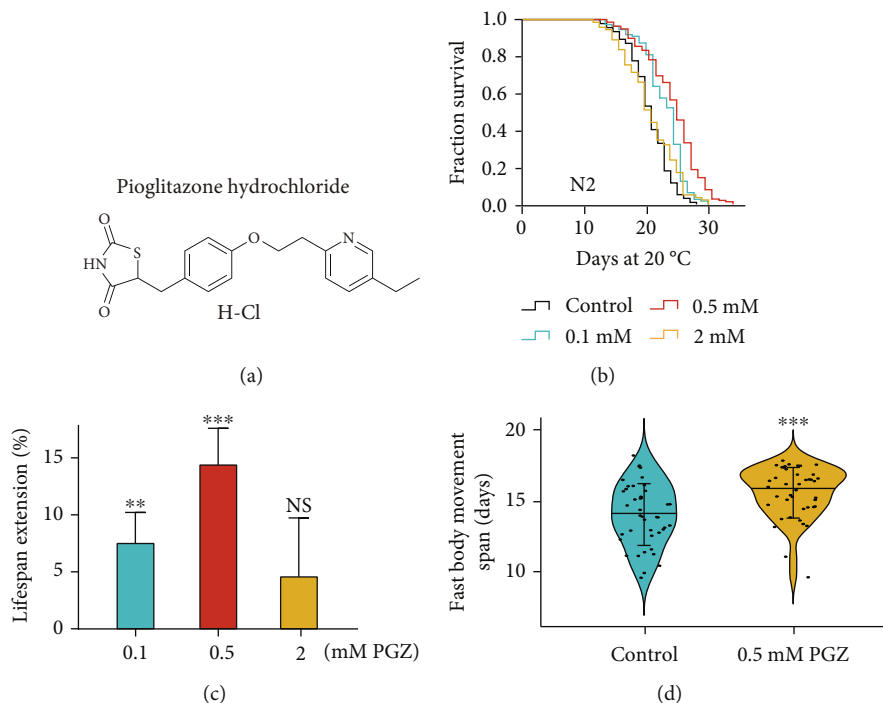 Pioglitazone hydrochloride
O
S
HN
O
O
N
H-Cl
(a)
Fraction survival
1.0
0.8
0.6
0.4
0.2
0.0
N2
0 10 20 30
Days at 20 °C
Control 0.5 mM
0.1 mM 2 mM
(b)
Lifespan extension (%)
15
10
5
0
**
***
NS
0.1 0.5 2 (mM PGZ)
(c)
Fast body movement
span (days)
20
15
10
***
Control 0.5 mM PGZ
(d)